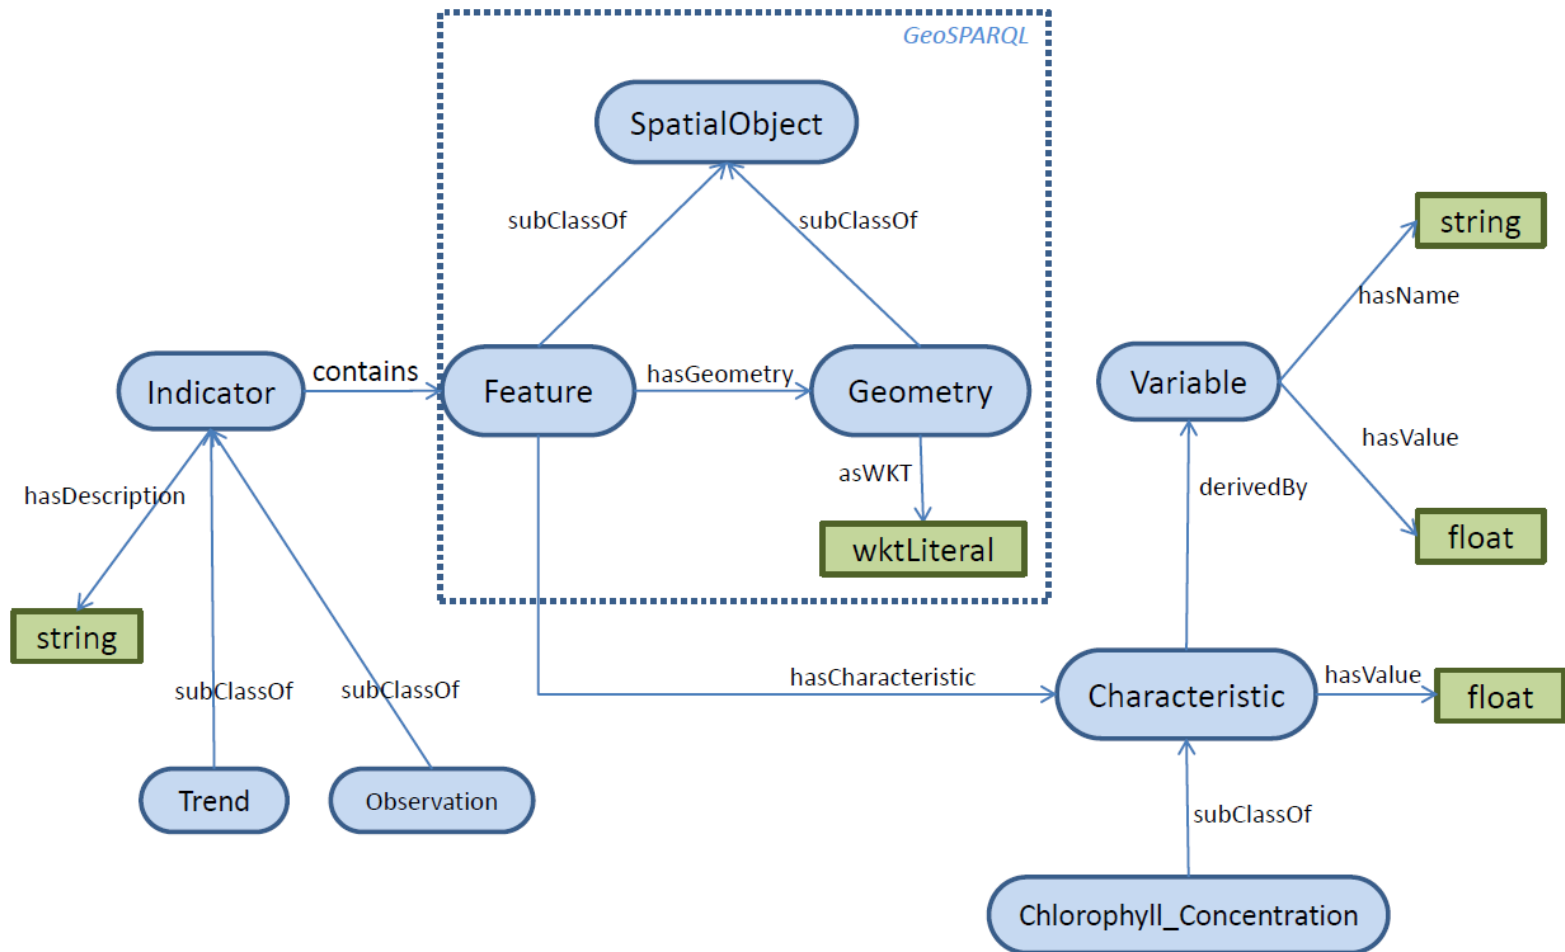 GeoSPARQL
SpatialObject
subClassOf
subClassOf
string
hasName
Indicator
contains
Feature
hasGeometry
Geometry
Variable
hasValue
hasDescription
asWKT
derivedBy
wktLiteral
float
string
subClassOf
subClassOf
hasCharacteristic
Characteristic
hasValue
float
Trend
Observation
subClassOf
Chlorophyll_Concentration